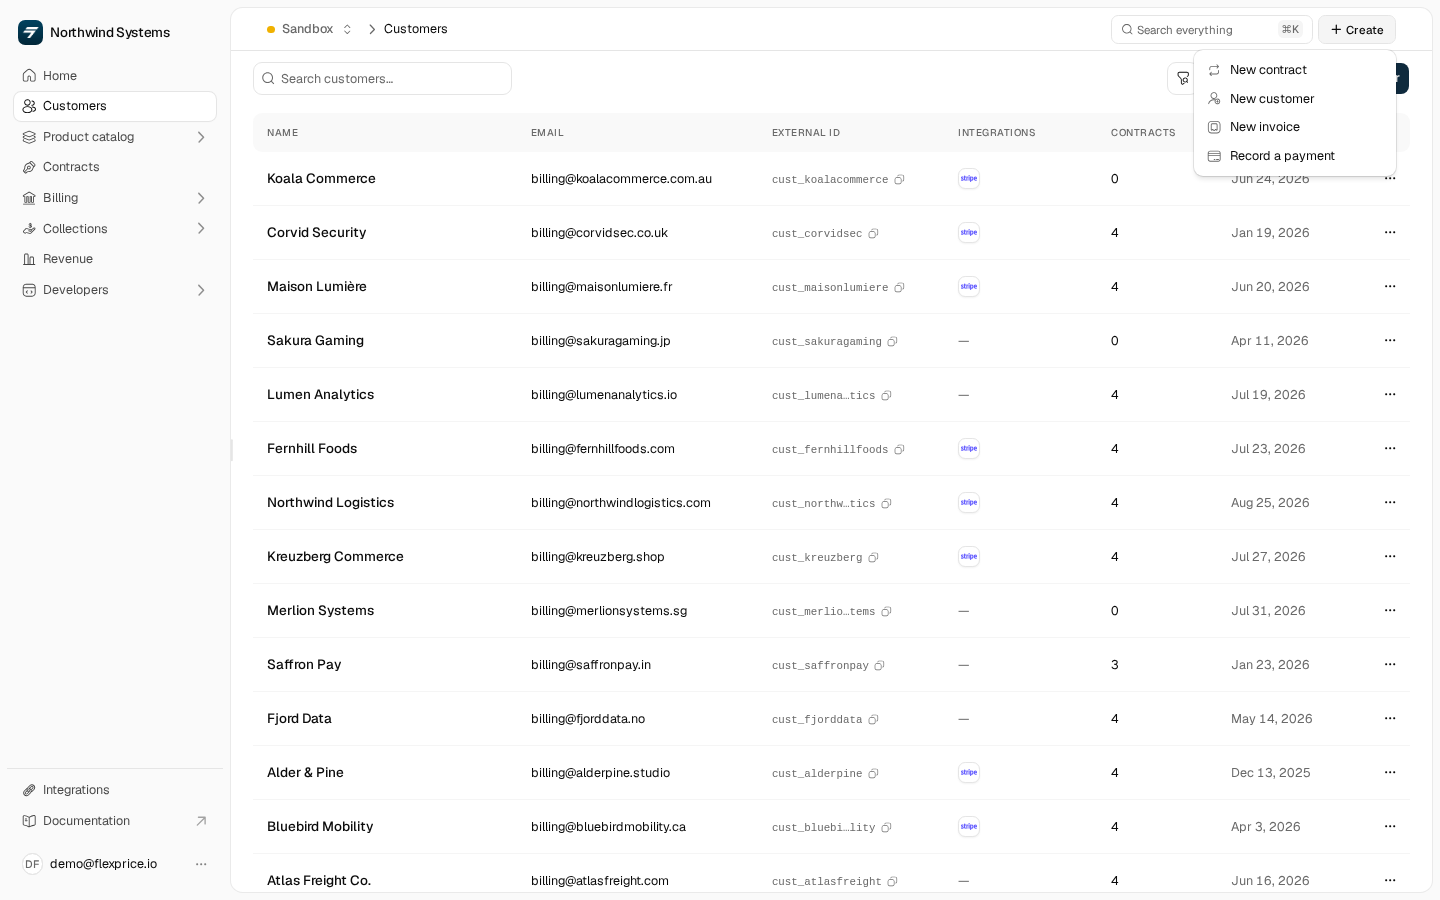 Northwind Systems
Home
Customers
Product catalog
Contracts
Billing
Collections
Revenue
Developers
Integrations
Documentation
DF demo@flexprice.io
Sandbox Customers
Search everything ⌘K Create
New contract
New customer
New invoice
Record a payment
Search customers...
NAME EMAIL EXTERNAL ID INTEGRATIONS CONTRACTS
Koala Commerce billing@koalacommerce.com.au cust_koalacommerce stripe 0 Jun 24, 2026
Corvid Security billing@corvidsec.co.uk cust_corvidsec stripe 4 Jan 19, 2026
Maison Lumière billing@maisonlumiere.fr cust_maisonlumiere stripe 4 Jun 20, 2026
Sakura Gaming billing@sakuragaming.jp cust_sakuragaming — 0 Apr 11, 2026
Lumen Analytics billing@lumenanalytics.io cust_lumena…tics — 4 Jul 19, 2026
Fernhill Foods billing@fernhillfoods.com cust_fernhillfoods stripe 4 Jul 23, 2026
Northwind Logistics billing@northwindlogistics.com cust_northw…tics stripe 4 Aug 25, 2026
Kreuzberg Commerce billing@kreuzberg.shop cust_kreuzberg stripe 4 Jul 27, 2026
Merlion Systems billing@merlionsystems.sg cust_merlio…tems — 0 Jul 31, 2026
Saffron Pay billing@saffronpay.in cust_saffronpay — 3 Jan 23, 2026
Fjord Data billing@fjorddata.no cust_fjorddata — 4 May 14, 2026
Alder & Pine billing@alderpine.studio cust_alderpine stripe 4 Dec 13, 2025
Bluebird Mobility billing@bluebirdmobility.ca cust_bluebi…lity stripe 4 Apr 3, 2026
Atlas Freight Co. billing@atlasfreight.com cust_atlasfreight — 4 Jun 16, 2026